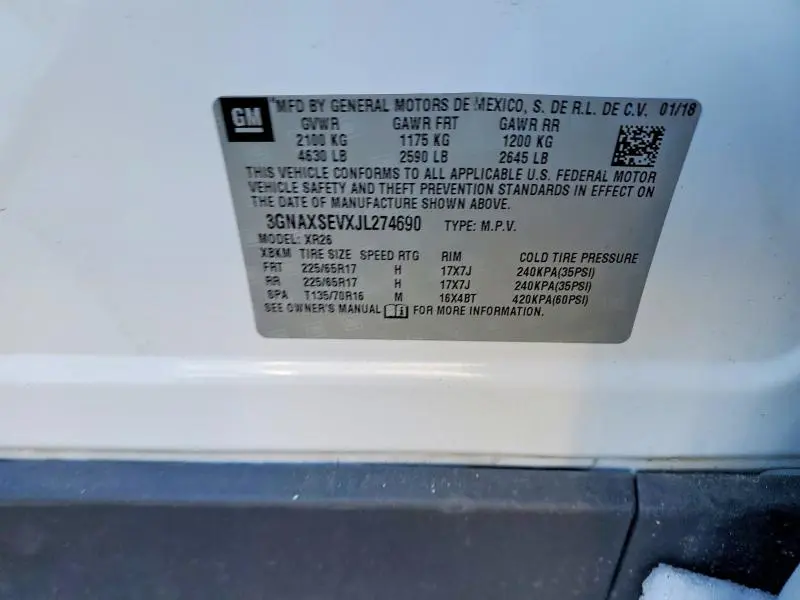 GM *MFD BY GENERAL MOTORS DE MEXICO, S. DE R.L. DE C.V. 01/18
GVWR GAWR FRT GAWR RR
2100 KG 1175 KG 1200 KG
4630 LB 2590 LB 2645 LB
THIS VEHICLE CONFORMS TO ALL APPLICABLE U.S. FEDERAL MOTOR
VEHICLE SAFETY AND THEFT PREVENTION STANDARDS IN EFFECT ON
THE DATE OF MANUFACTURE SHOWN ABOVE.
3GNAXSEVXJL274690 TYPE: M.P.V.
MODEL: XR26
XBKM TIRE SIZE SPEED RTG RIM COLD TIRE PRESSURE
FRT 225/65R17 H 17X7J 240KPA(35PSI)
RR 225/65R17 H 17X7J 240KPA(35PSI)
SPA T135/70R16 M 16X4BT 420KPA(60PSI)
SEE OWNER'S MANUAL FOR MORE INFORMATION.